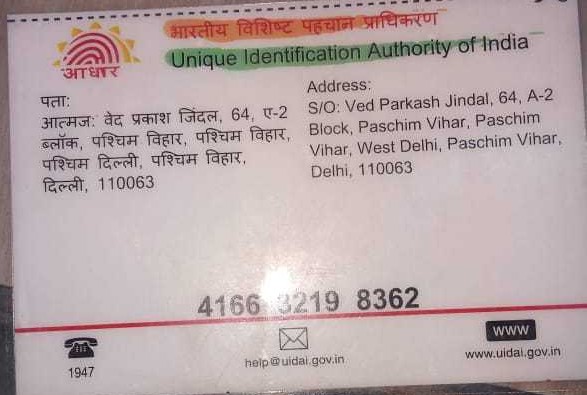 भारतीय विशिष्ट पहचान प्राधिकरण
Unique Identification Authority of India
आधार
पता:
आत्मज: वेद प्रकाश जिंदल, 64, ए-2
ब्लॉक, पश्चिम विहार, पश्चिम विहार,
पश्चिम दिल्ली, पश्चिम विहार,
दिल्ली, 110063
Address:
S/O: Ved Parkash Jindal, 64, A-2
Block, Paschim Vihar, Paschim
Vihar, West Delhi, Paschim Vihar,
Delhi, 110063
4166 3219 8362
1947
help@uidai.gov.in
www
www.uidai.gov.in